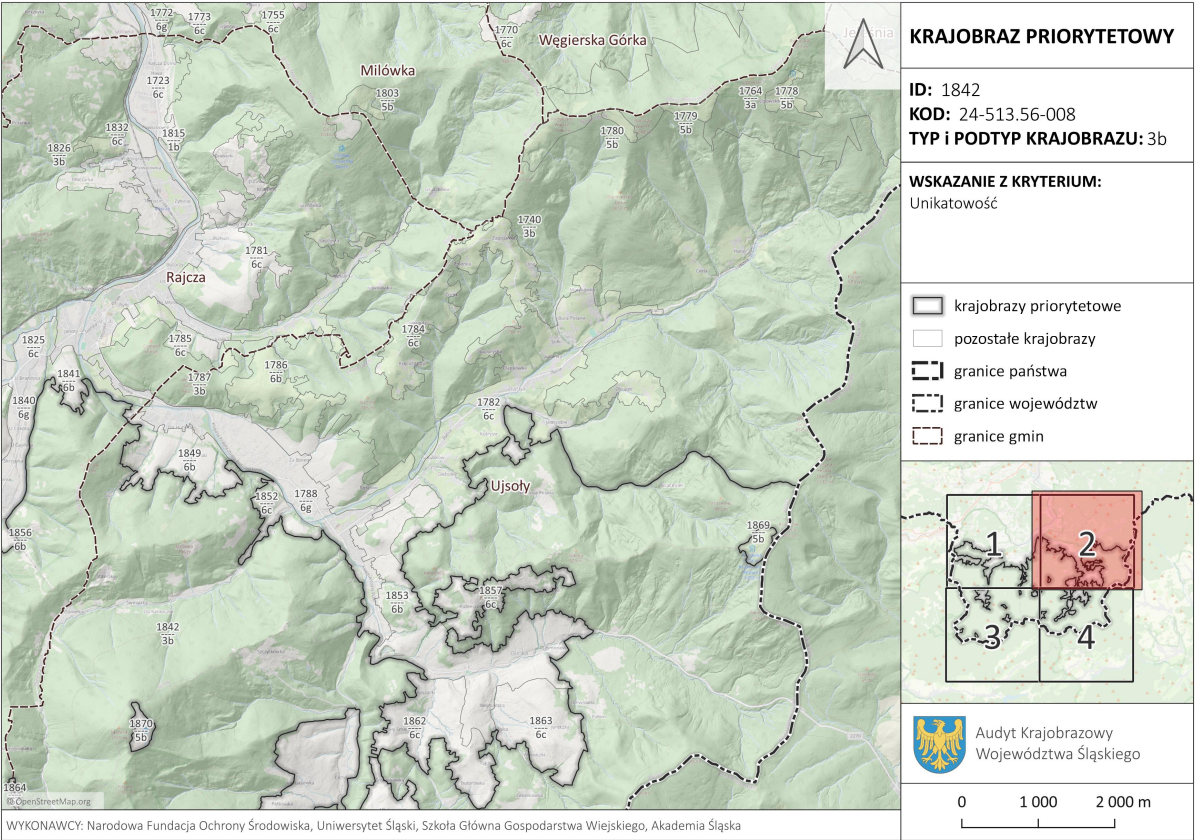 1772
6g
1773
6c
1755
6c
1770
6c
Węgierska Górka
Jeleśnia
Milówka
1723
6c
1803
5b
1764
3a
1778
5b
1779
5b
1832
6c
1815
1b
1780
5b
1826
3b
1740
3b
1781
6c
Rajcza
1825
6c
1785
6c
1784
6c
1786
6b
1841
6b
1787
3b
1840
6g
1782
6c
1849
6b
Ujsoły
1852
6c
1788
6g
1856
6b
1869
5b
1853
6b
1857
6c
1842
3b
1870
5b
1862
6c
1863
6c
1864
© OpenStreetMap.org
WYKONAWCY: Narodowa Fundacja Ochrony Środowiska, Uniwersytet Śląski, Szkoła Główna Gospodarstwa Wiejskiego, Akademia Śląska
KRAJOBRAZ PRIORYTETOWY
ID: 1842
KOD: 24-513.56-008
TYP i PODTYP KRAJOBRAZU: 3b
WSKAZANIE Z KRYTERIUM:
Unikatowość
krajobrazy priorytetowe
pozostałe krajobrazy
granice państwa
granice województw
granice gmin
1
2
3
4
Audyt Krajobrazowy
Województwa Śląskiego
0 1 000 2 000 m